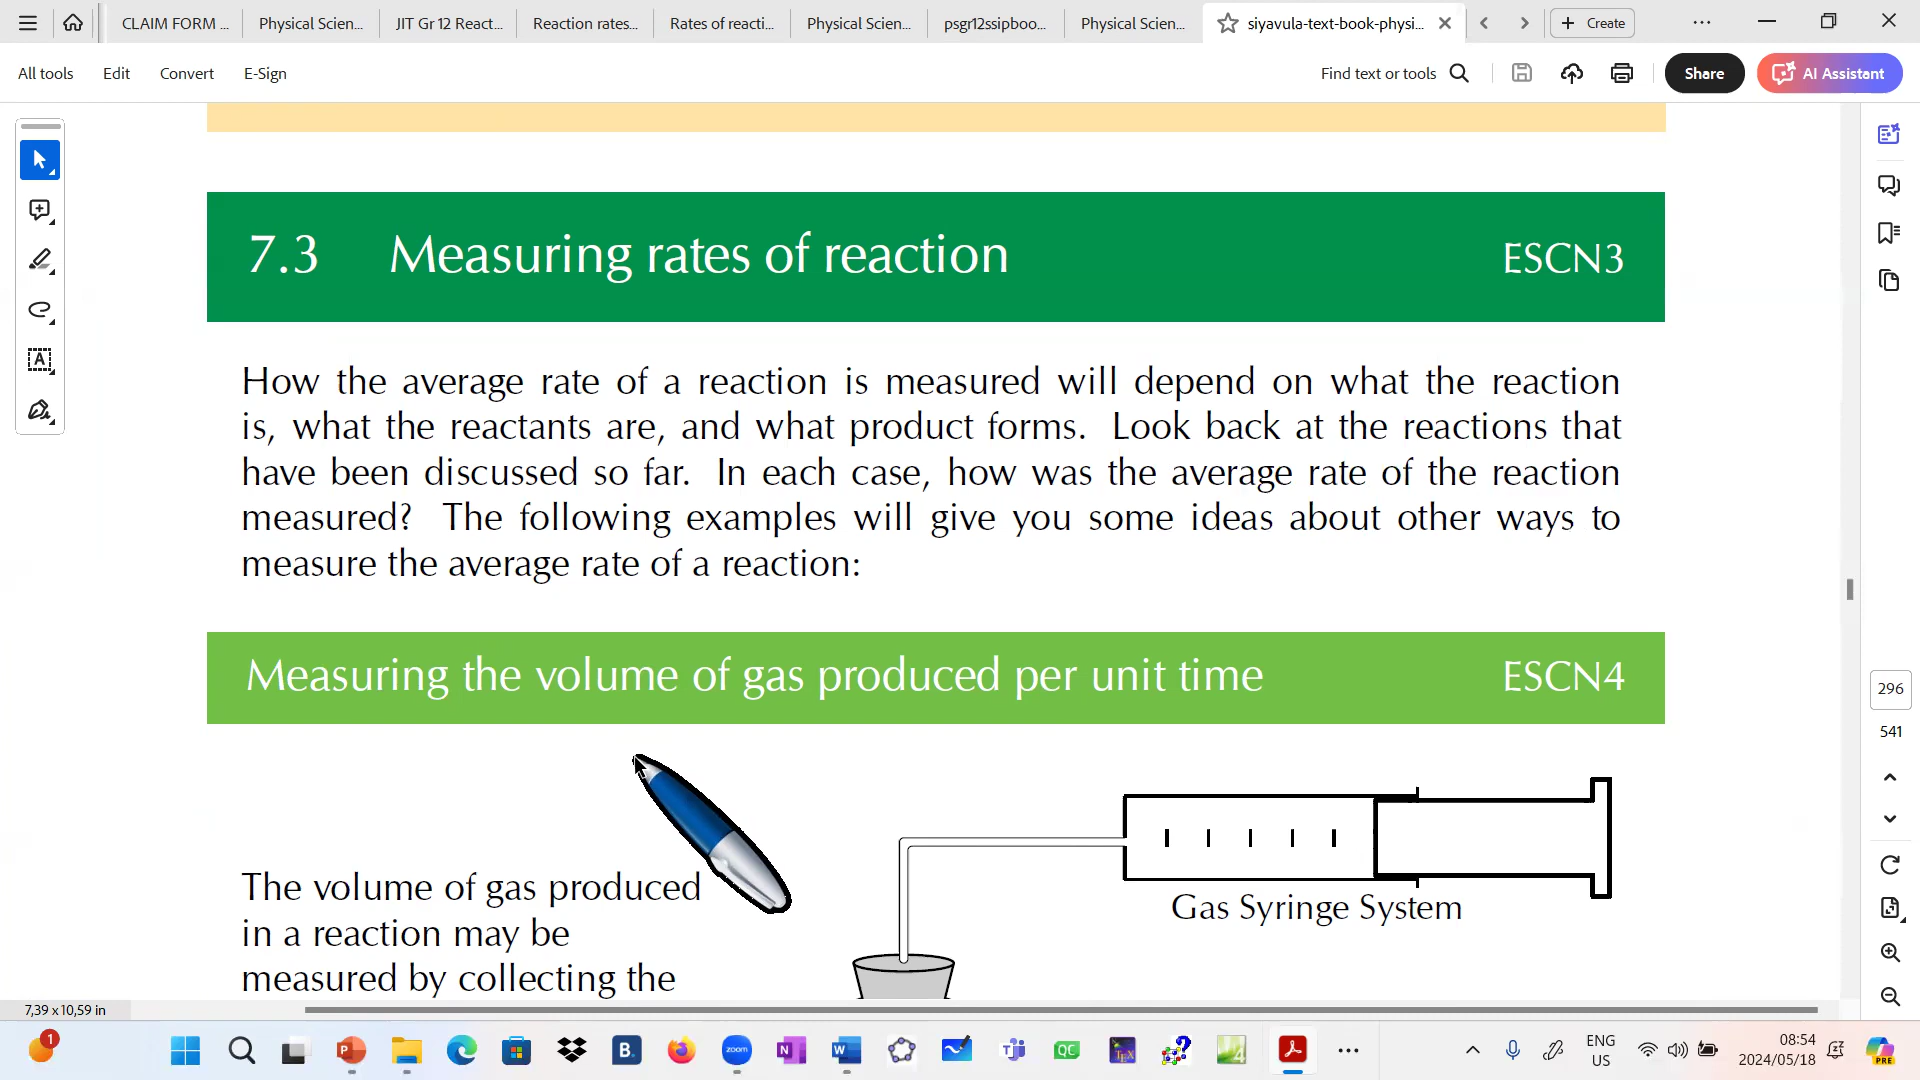 CLAIM FORM ...
Physical Scien...
JIT Gr 12 React...
Reaction rates...
Rates of reacti...
Physical Scien...
psgr12ssipboo...
Physical Scien...
siyavula-text-book-physi...
Create
All tools
Edit
Convert
E-Sign
Find text or tools
Share
AI Assistant
7.3 Measuring rates of reaction ESCN3
How the average rate of a reaction is measured will depend on what the reaction
is, what the reactants are, and what product forms. Look back at the reactions that
have been discussed so far. In each case, how was the average rate of the reaction
measured? The following examples will give you some ideas about other ways to
measure the average rate of a reaction:
Measuring the volume of gas produced per unit time ESCN4
The volume of gas produced
in a reaction may be
measured by collecting the
Gas Syringe System
296
541
7,39 x 10,59 in
1
B.
zoom
QC
TEX
4
ENG
US
08:54
2024/05/18
PRE